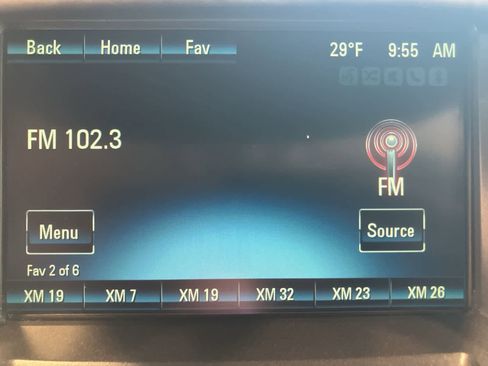 Back Home Fav 29°F 9:55 AM
FM 102.3
FM
Menu Source
Fav 2 of 6
XM 19 XM 7 XM 19 XM 32 XM 23 XM 26